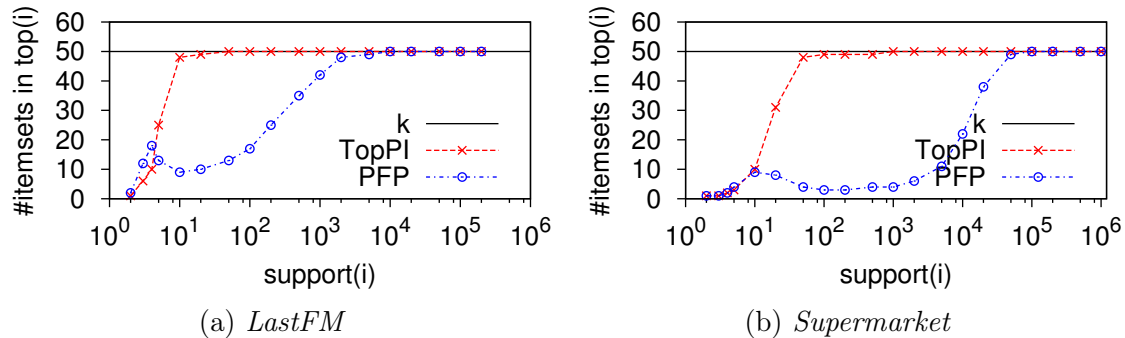 #itemsets in top(i)
60
50
40
30
20
10
0
k
TopPI
PFP
10^0 10^1 10^2 10^3 10^4 10^5 10^6
support(i)
(a) LastFM
#itemsets in top(i)
60
50
40
30
20
10
0
k
TopPI
PFP
10^0 10^1 10^2 10^3 10^4 10^5 10^6
support(i)
(b) Supermarket